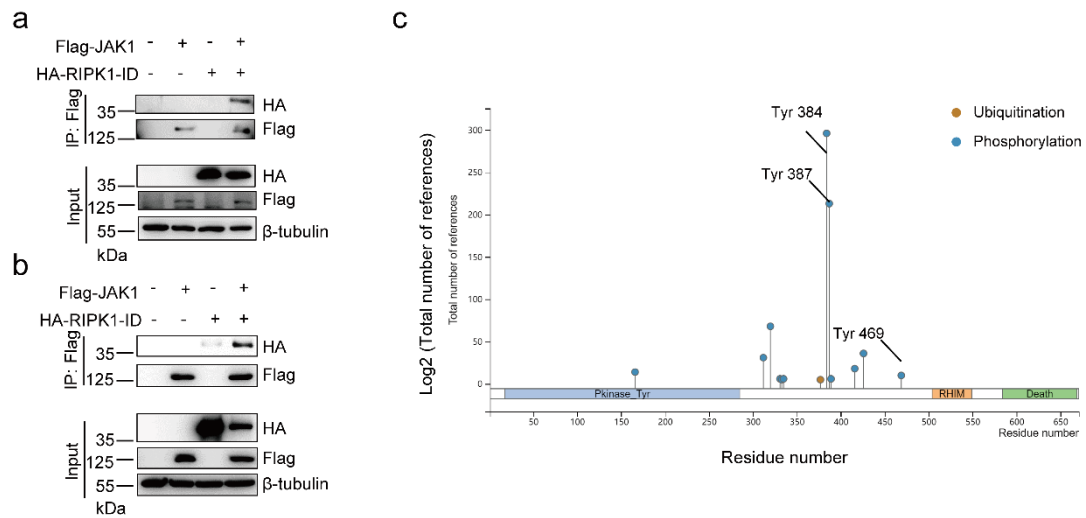 a
Flag-JAK1 - + - +
HA-RIPK1-ID - - + +
IP: Flag
35 HA
125 Flag
Input
35 HA
125 Flag
55 β-tubulin
kDa
b
Flag-JAK1 - + - +
HA-RIPK1-ID - - + +
IP: Flag
35 HA
125 Flag
Input
35 HA
125 Flag
55 β-tubulin
kDa
c
Ubiquitination
Phosphorylation
Tyr 384
Tyr 387
Tyr 469
Log2 (Total number of references)
Total number of references
300
250
200
150
100
50
0
Pkinase_Tyr RHIM Death
50 100 150 200 250 300 350 400 450 500 550 600 650
Residue number
Residue number